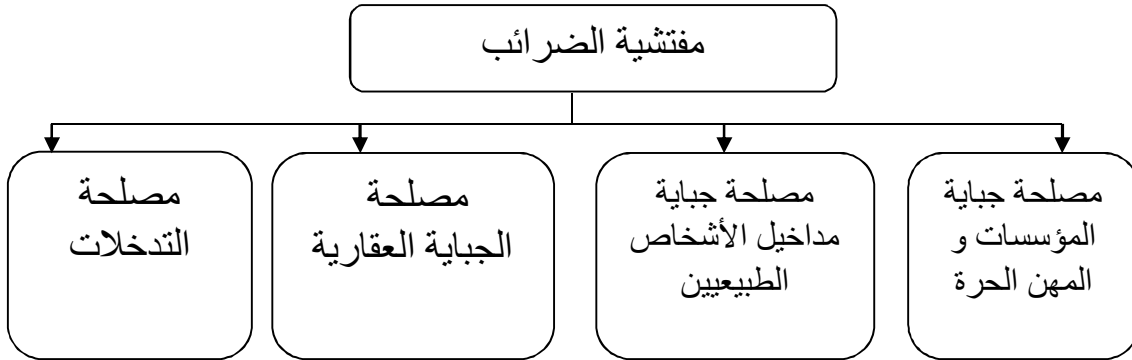 مفتشية الضرائب
مصلحة جباية
المؤسسات و
المهن الحرة
مصلحة جباية
مداخيل الأشخاص
الطبيعيين
مصلحة
الجباية العقارية
مصلحة
التدخلات